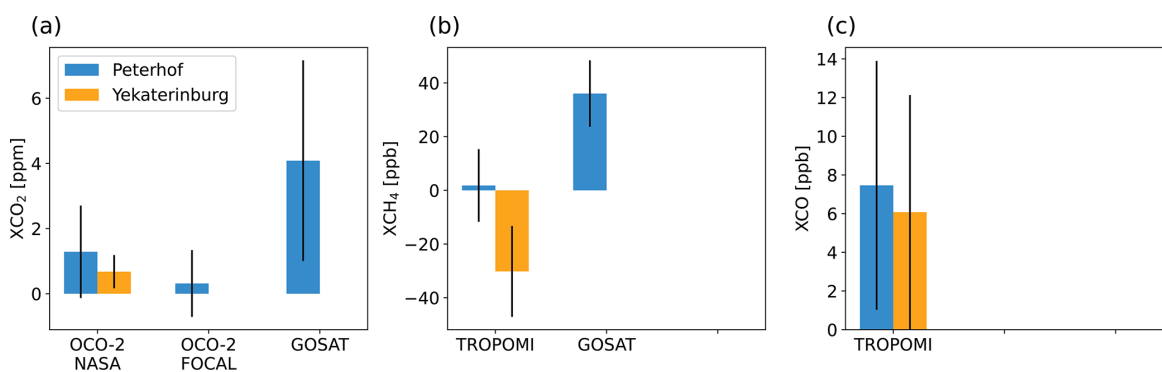 (a)
XCO₂ [ppm]
6
4
2
0
Peterhof
Yekaterinburg
OCO-2 OCO-2 GOSAT
NASA FOCAL
(b)
XCH₄ [ppb]
40
20
0
−20
−40
TROPOMI GOSAT
(c)
XCO [ppb]
14
12
10
8
6
4
2
0
TROPOMI